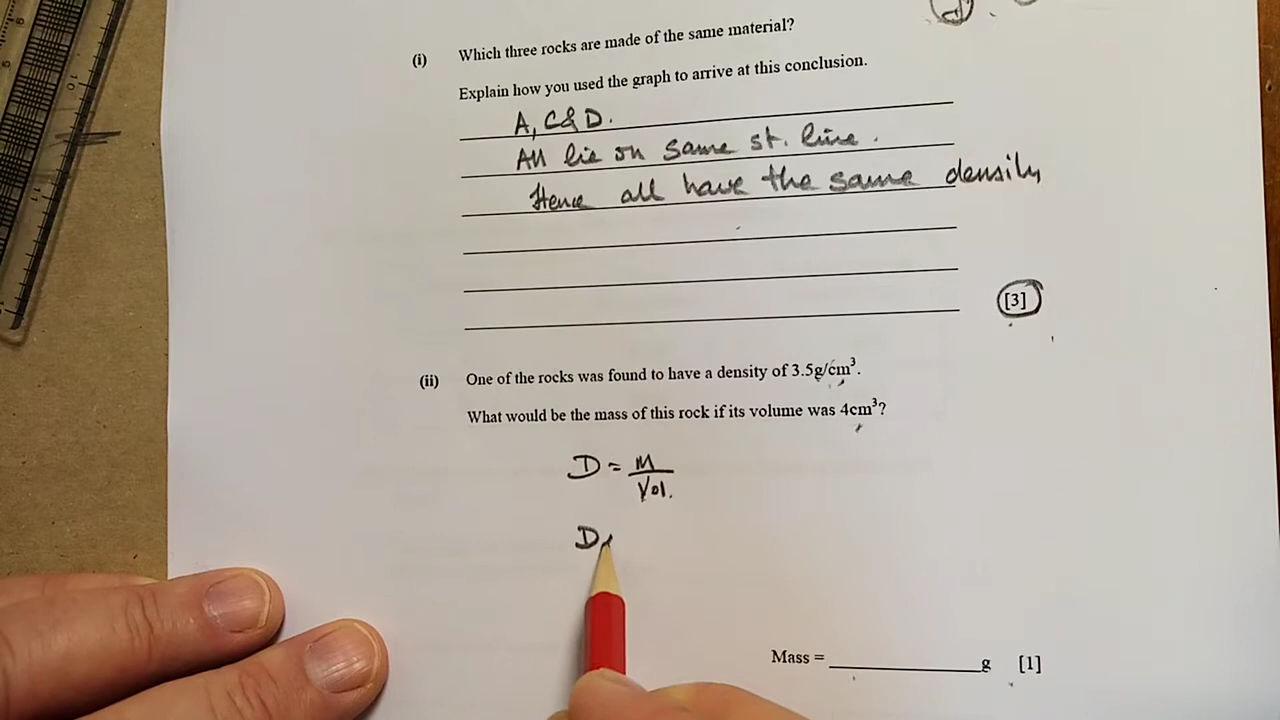 (i) Which three rocks are made of the same material?
Explain how you used the graph to arrive at this conclusion.
A, C & D.
All lie on same st. line.
Hence all have the same density
[3]
(ii) One of the rocks was found to have a density of 3.5g/cm³.
What would be the mass of this rock if its volume was 4cm³?
D = M
Vol.
D
Mass = ____________ g [1]